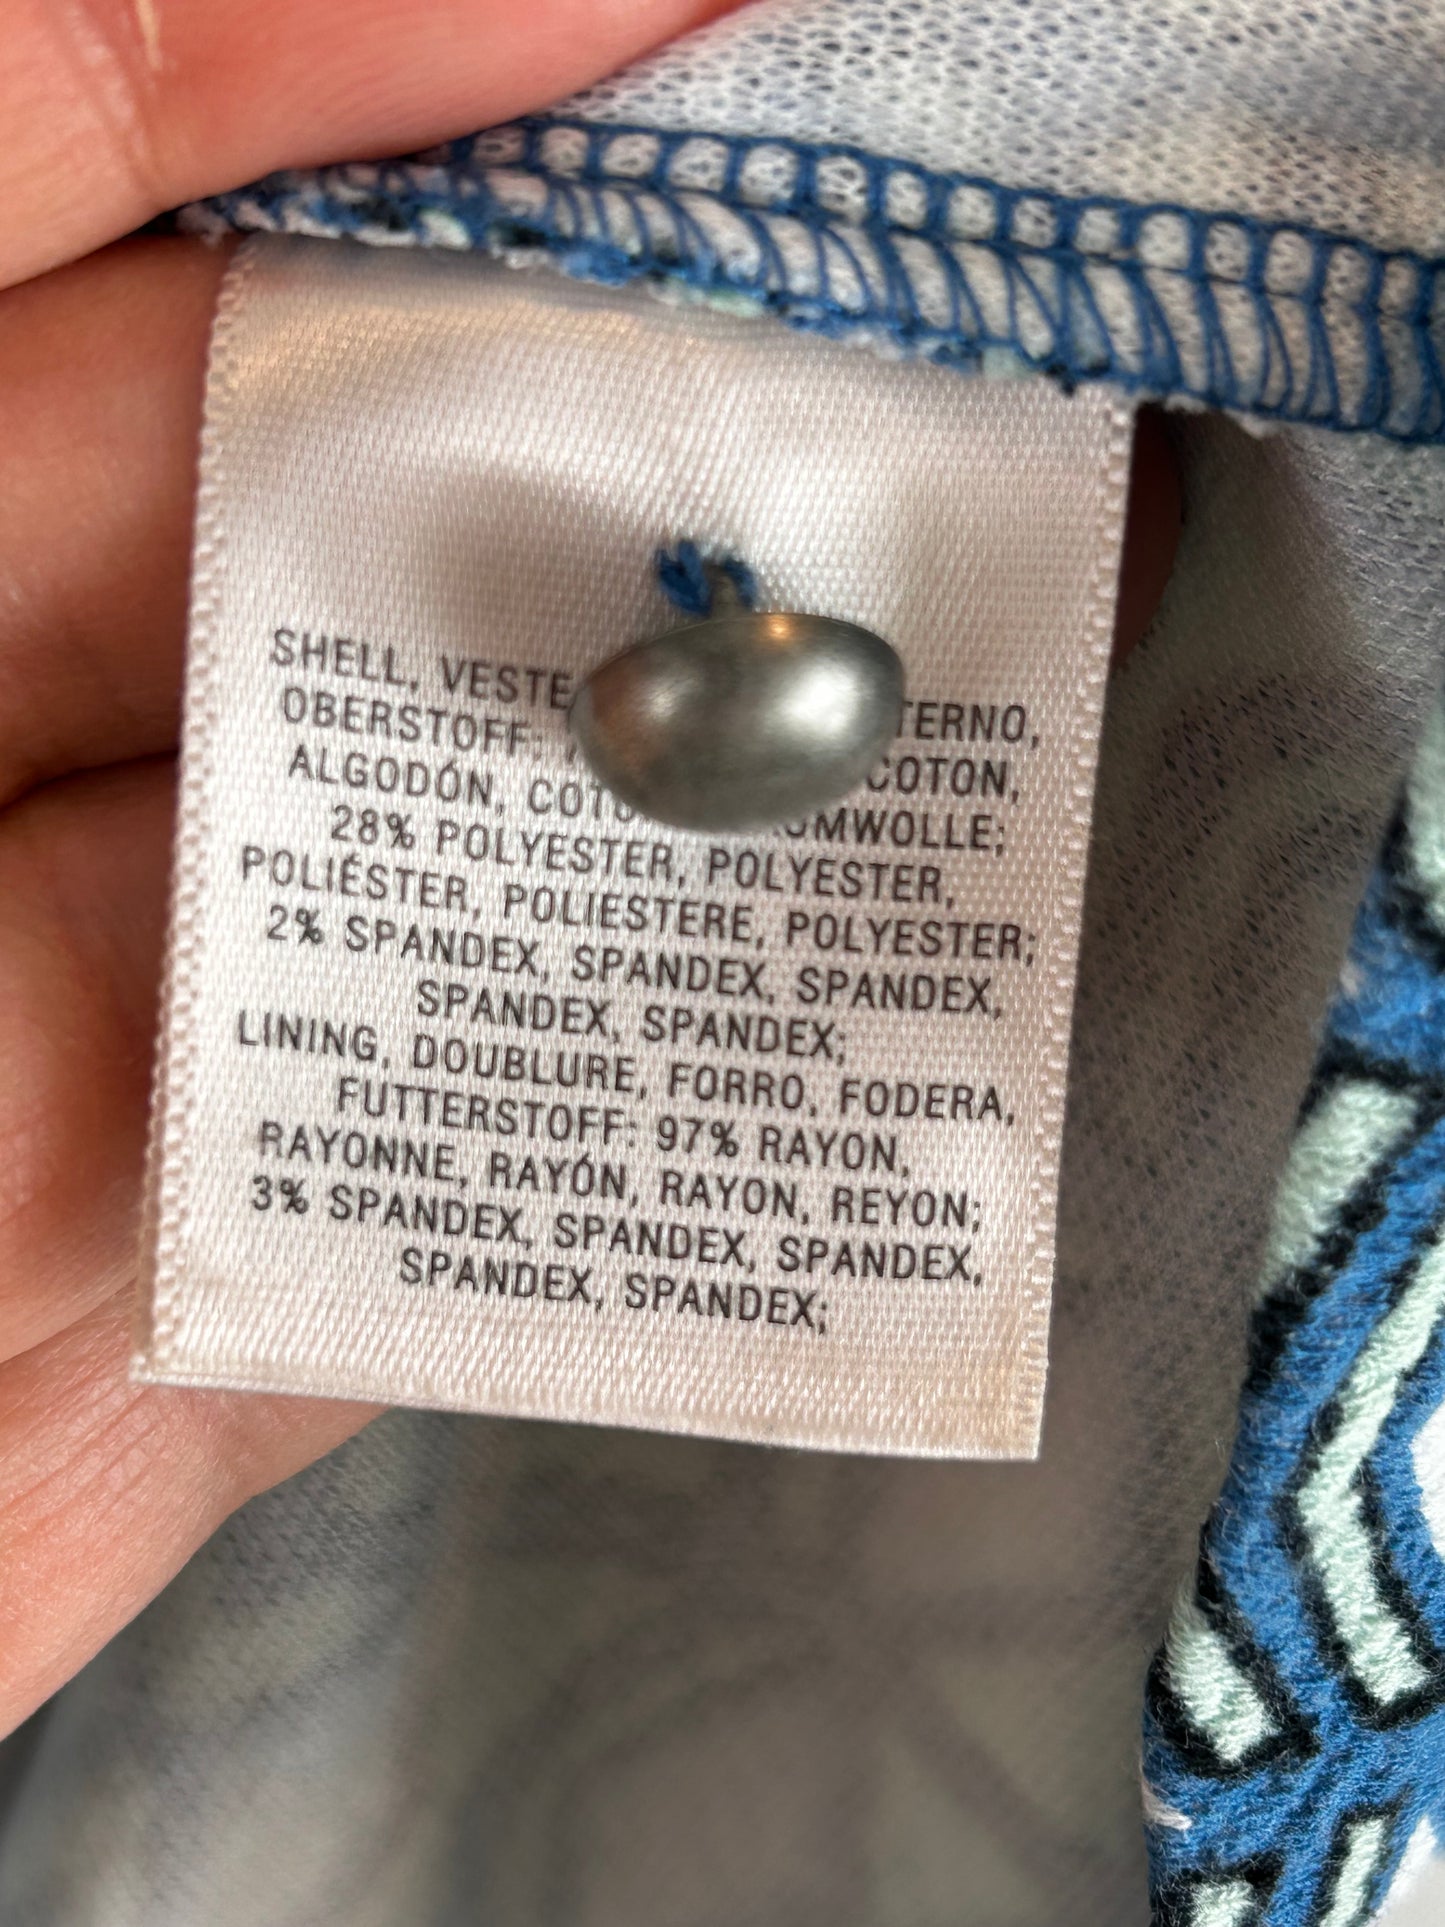 SHELL, VESTE
OBERSTOFF:
ALGODÓN, COTON,
28% POLYESTER, POLYESTER,
POLIÉSTER, POLIESTERE, POLYESTER;
2% SPANDEX, SPANDEX, SPANDEX,
SPANDEX, SPANDEX;
LINING, DOUBLURE, FORRO, FODERA,
FUTTERSTOFF: 97% RAYON,
RAYONNE, RAYÓN, RAYON, REYON;
3% SPANDEX, SPANDEX, SPANDEX,
SPANDEX, SPANDEX;